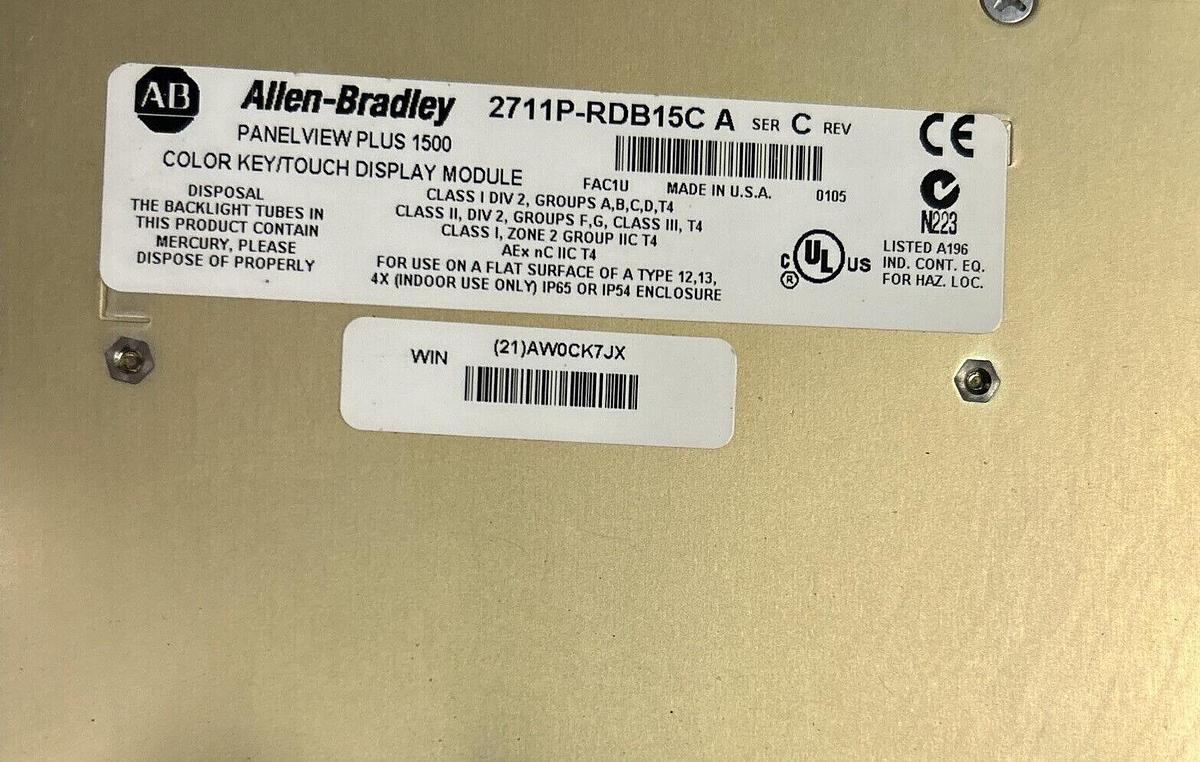 AB Allen-Bradley 2711P-RDB15C A SER C REV
PANELVIEW PLUS 1500
COLOR KEY/TOUCH DISPLAY MODULE
FAC1U MADE IN U.S.A. 0105
DISPOSAL
THE BACKLIGHT TUBES IN
THIS PRODUCT CONTAIN
MERCURY, PLEASE
DISPOSE OF PROPERLY
CLASS I DIV 2, GROUPS A,B,C,D,T4
CLASS II, DIV 2, GROUPS F,G, CLASS III, T4
CLASS I, ZONE 2 GROUP IIC T4
AEx nC IIC T4
FOR USE ON A FLAT SURFACE OF A TYPE 12,13,
4X (INDOOR USE ONLY) IP65 OR IP54 ENCLOSURE
CE
N223
C UL US
®
LISTED A196
IND. CONT. EQ.
FOR HAZ. LOC.
WIN (21)AW0CK7JX